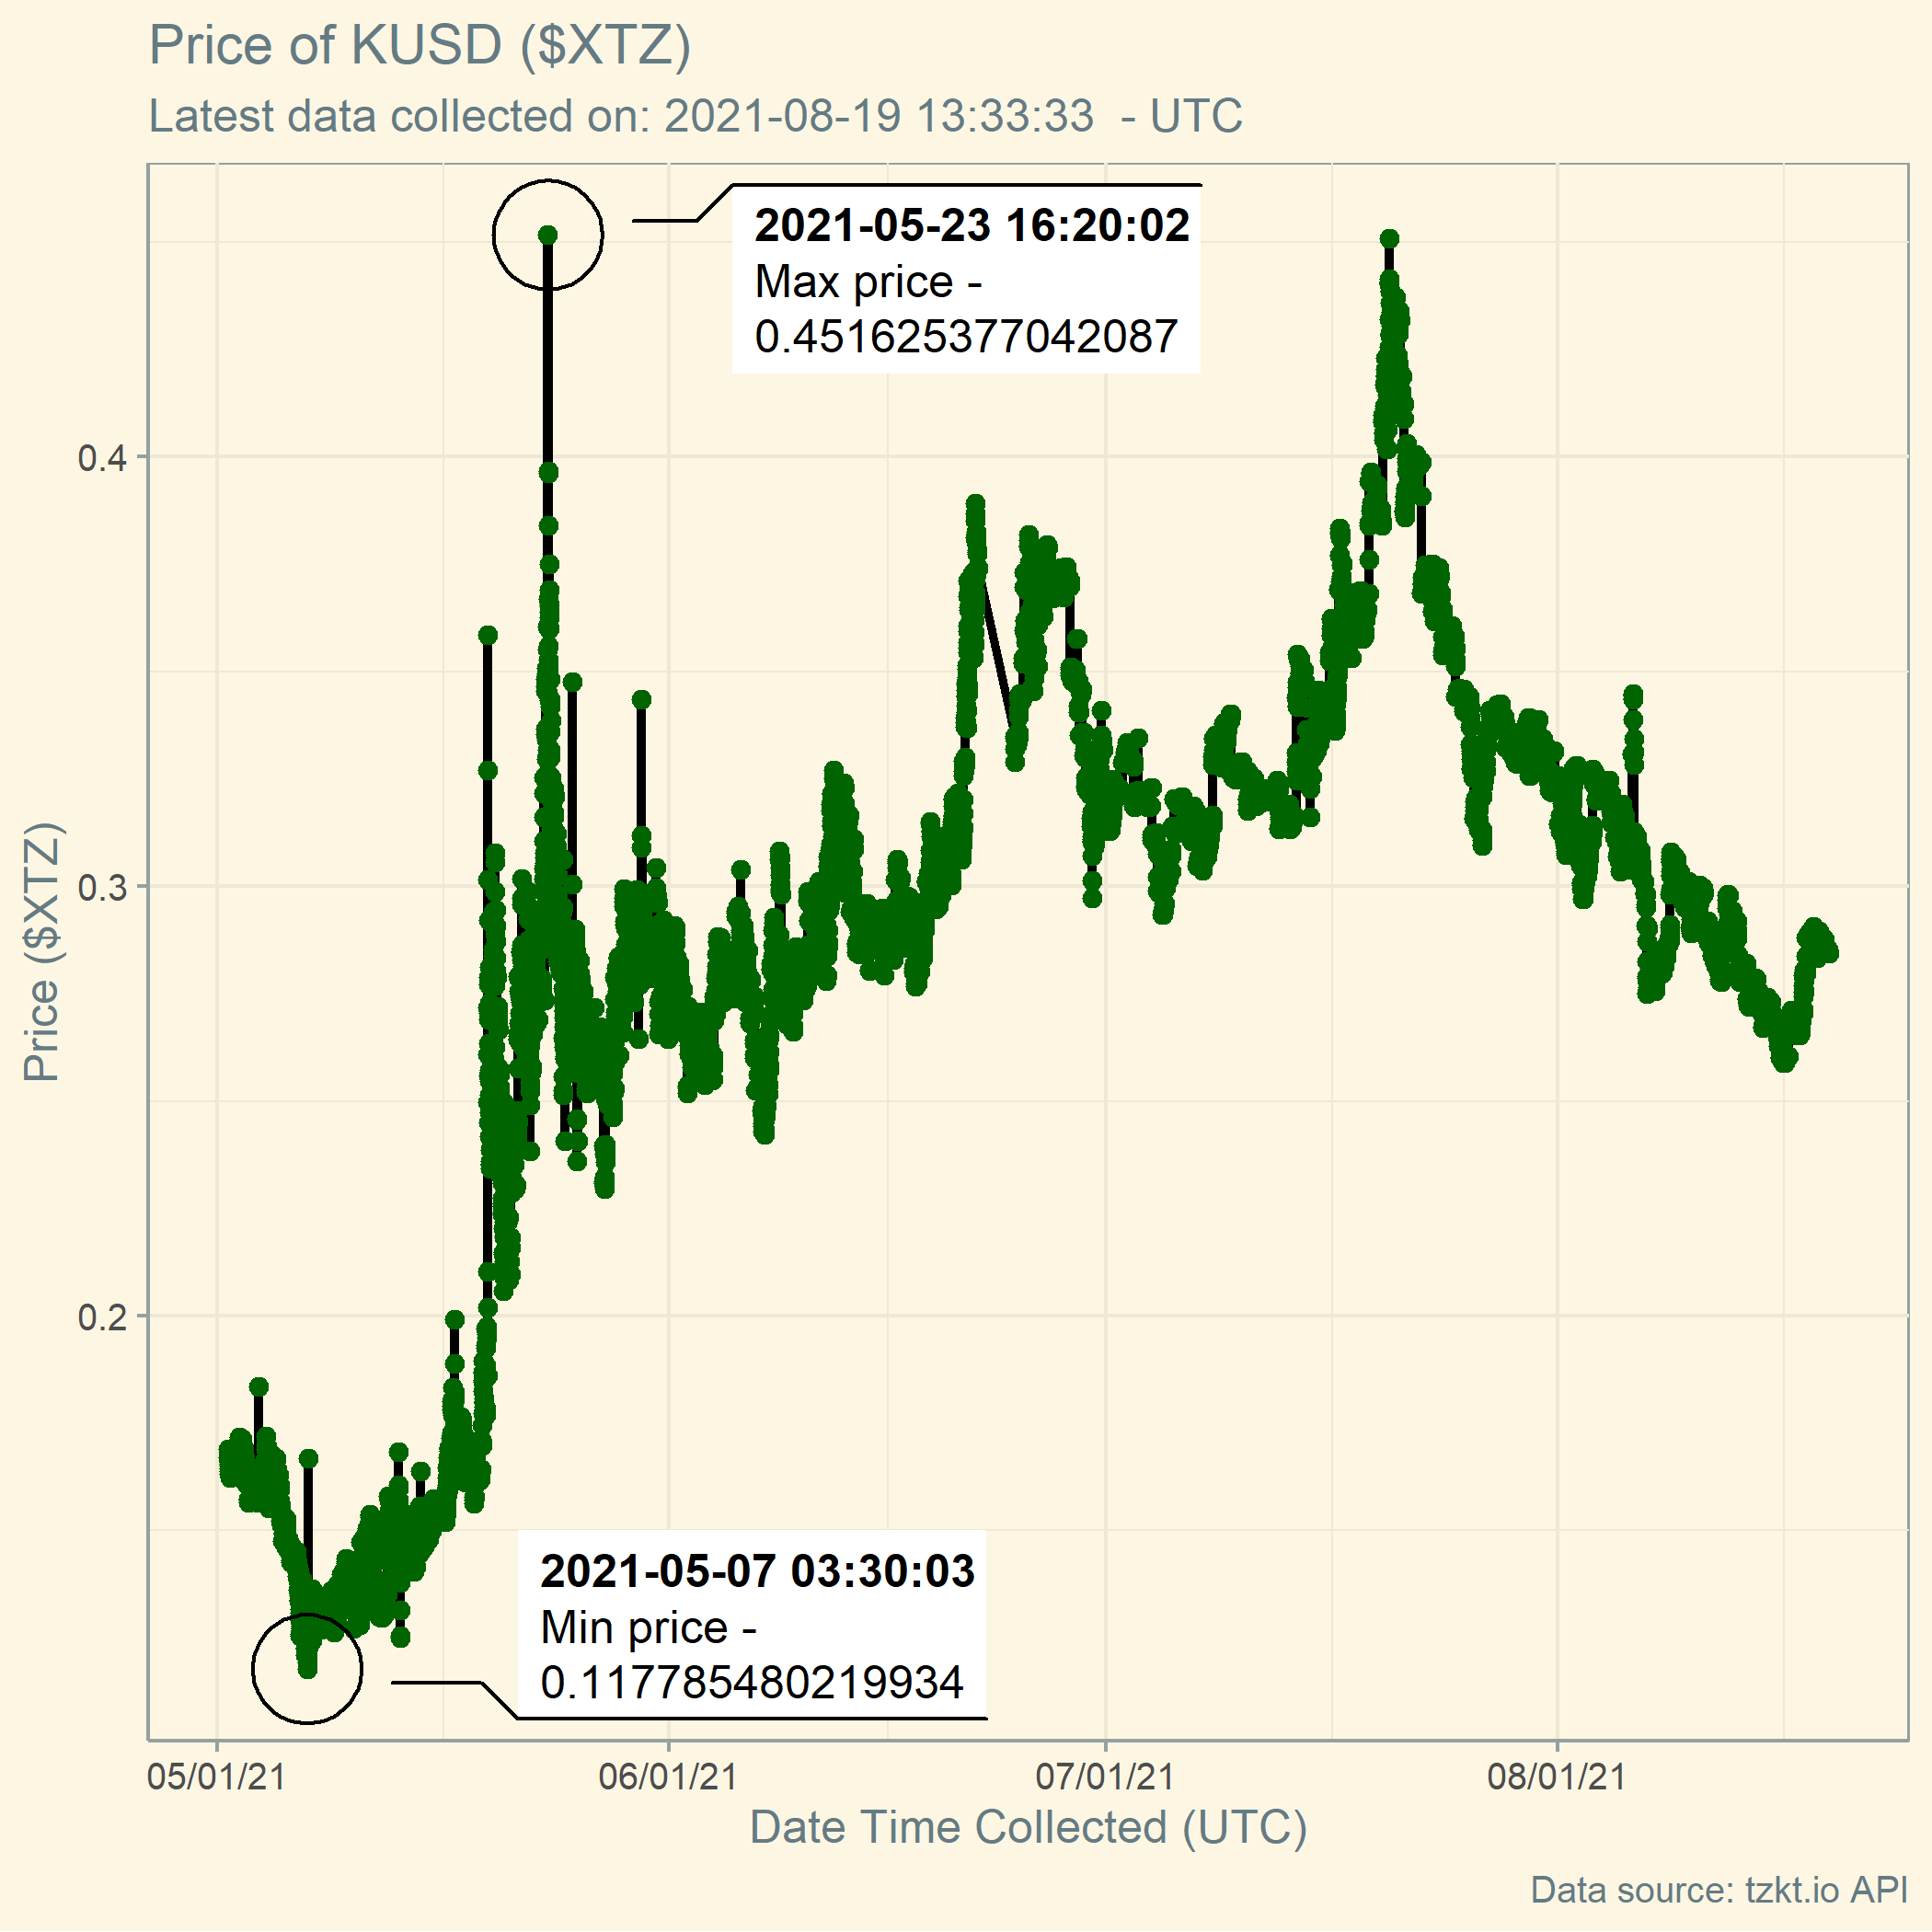 Price of KUSD ($XTZ)
Latest data collected on: 2021-08-19 13:33:33  - UTC
2021-05-23 16:20:02
Max price -
0.451625377042087
0.4
0.3
0.2
Price ($XTZ)
2021-05-07 03:30:03
Min price -
0.117785480219934
05/01/21
06/01/21
07/01/21
08/01/21
Date Time Collected (UTC)
Data source: tzkt.io API